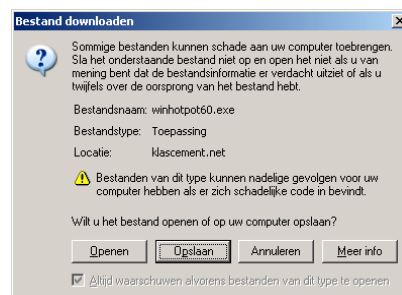 Bestand downloaden
Sommige bestanden kunnen schade aan uw computer toebrengen.
Sla het onderstaande bestand niet op en open het niet als u van
mening bent dat de bestandsinformatie er verdacht uitziet of als u
twijfels over de oorsprong van het bestand hebt.
Bestandsnaam: winhotpot60.exe
Bestandstype: Toepassing
Locatie: klascement.net
Bestanden van dit type kunnen nadelige gevolgen voor uw
computer hebben als er zich schadelijke code in bevindt.
Wilt u het bestand openen of op uw computer opslaan?
Openen Opslaan Annuleren Meer info
Altijd waarschuwen alvorens bestanden van dit type te openen